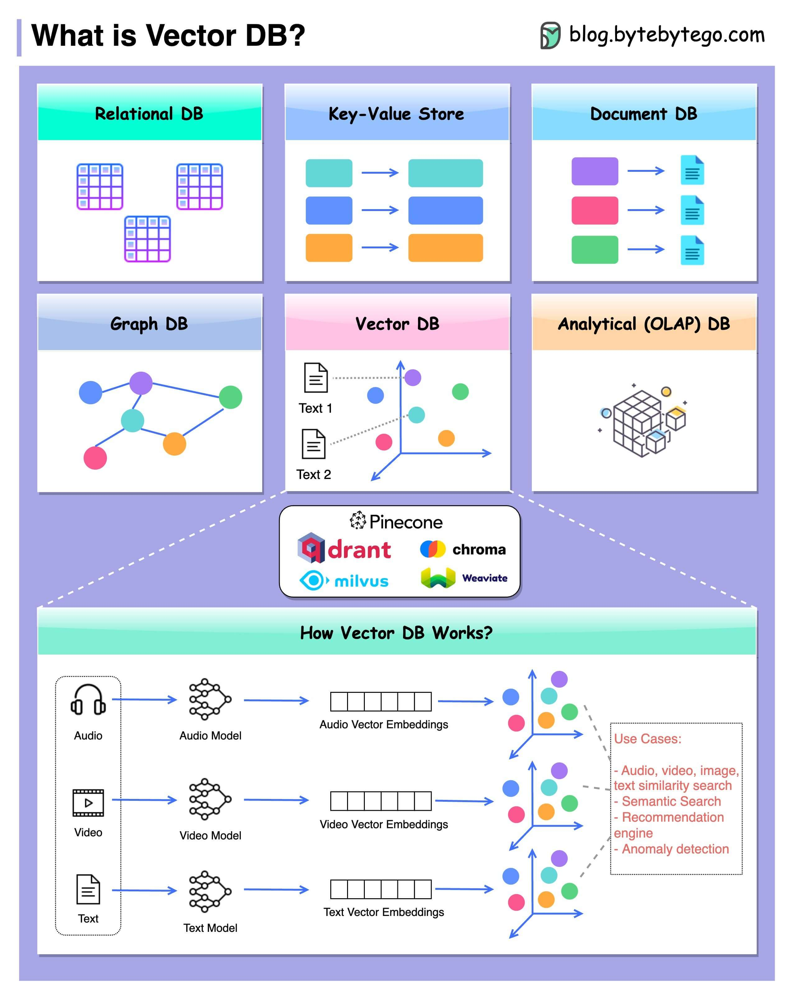 What is Vector DB?
blog.bytebytego.com
Relational DB
Key-Value Store
Document DB
Graph DB
Vector DB
Analytical (OLAP) DB
Text 1
Text 2
Pinecone
qdrant
chroma
milvus
Weaviate
How Vector DB Works?
Audio
Audio Model
Audio Vector Embeddings
Video
Video Model
Video Vector Embeddings
Text
Text Model
Text Vector Embeddings
Use Cases:
- Audio, video, image,
text similarity search
- Semantic Search
- Recommendation
engine
- Anomaly detection